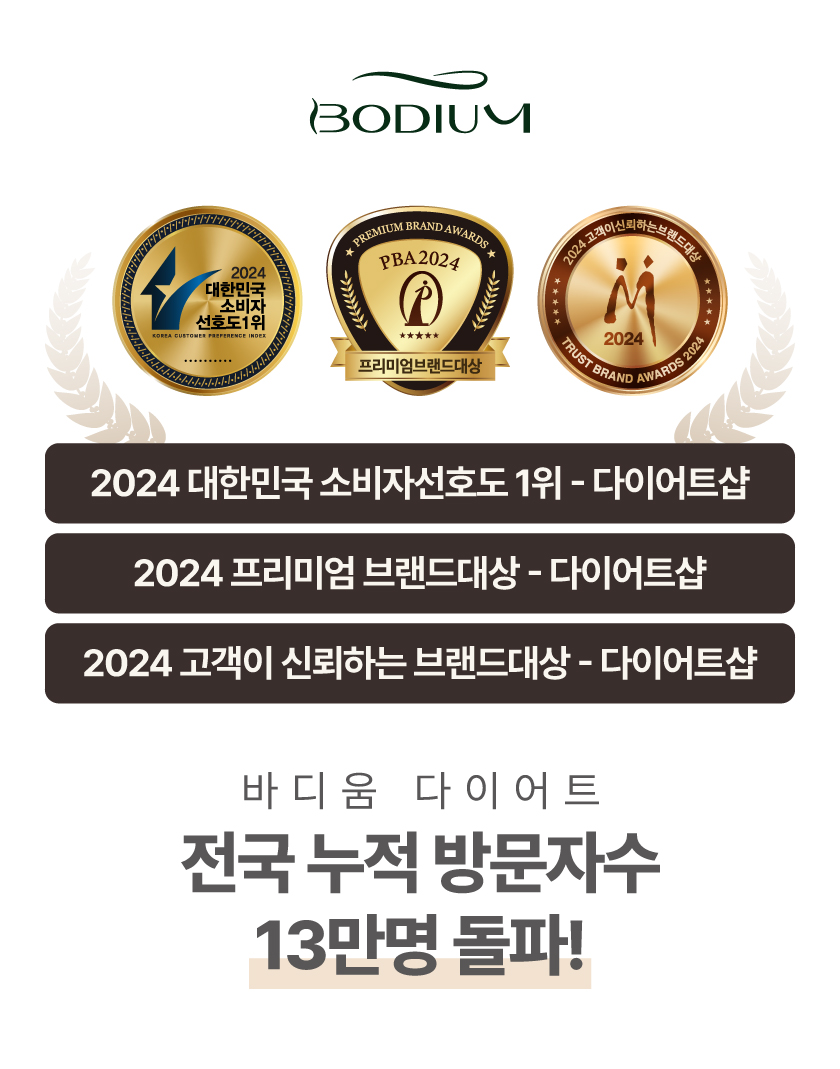 BODIUM
2024
대한민국
소비자
선호도1위
KOREA CUSTOMER PREFERENCE INDEX
PREMIUM BRAND AWARDS
PBA 2024
프리미엄브랜드대상
2024 고객이신뢰하는브랜드대상
2024
TRUST BRAND AWARDS 2024
2024 대한민국 소비자선호도 1위 - 다이어트샵
2024 프리미엄 브랜드대상 - 다이어트샵
2024 고객이 신뢰하는 브랜드대상 - 다이어트샵
바디움 다이어트
전국 누적 방문자수
13만명 돌파!